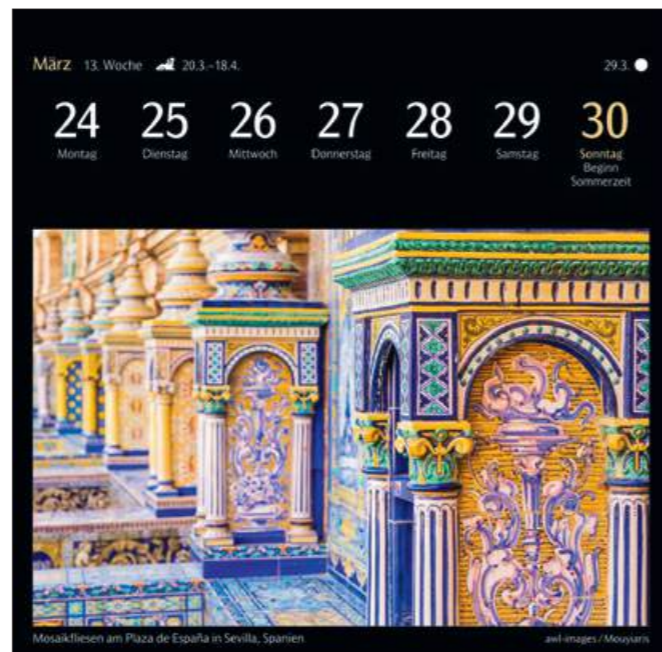 März 13. Woche 20.3.–18.4. 29.3.
24 25 26 27 28 29 30
Montag Dienstag Mittwoch Donnerstag Freitag Samstag Sonntag
Beginn
Sommerzeit
Mosaikfliesen am Plaza de España in Sevilla, Spanien awl-images / Mouyiaris